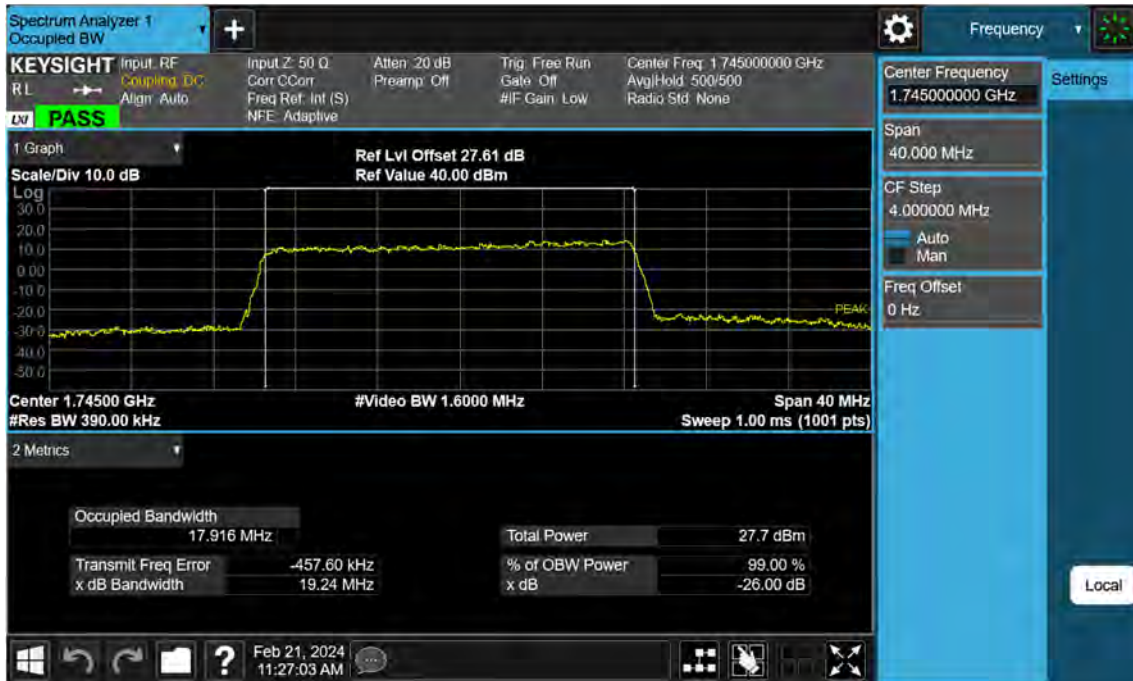 Spectrum Analyzer 1
Occupied BW
+
Frequency
KEYSIGHT
RL
LXI
PASS
Input: RF
Coupling: DC
Align: Auto
Input Z: 50 Ω
Corr CCorr
Freq Ref: Int (S)
NFE: Adaptive
Atten: 20 dB
Preamp: Off
Trig: Free Run
Gate: Off
#IF Gain: Low
Center Freq: 1.745000000 GHz
Avg|Hold: 500/500
Radio Std: None
Center Frequency
1.745000000 GHz
Settings
Span
40.000 MHz
CF Step
4.000000 MHz
Auto
Man
Freq Offset
0 Hz
Local
1 Graph
Scale/Div 10.0 dB
Ref Lvl Offset 27.61 dB
Ref Value 40.00 dBm
Log
30.0
20.0
10.0
0.00
-10.0
-20.0
-30.0
-40.0
-50.0
PEAK
Center 1.74500 GHz
#Video BW 1.6000 MHz
Span 40 MHz
#Res BW 390.00 kHz
Sweep 1.00 ms (1001 pts)
2 Metrics
Occupied Bandwidth
17.916 MHz
Total Power 27.7 dBm
Transmit Freq Error -457.60 kHz
% of OBW Power 99.00 %
x dB Bandwidth 19.24 MHz
x dB -26.00 dB
?
Feb 21, 2024
11:27:03 AM